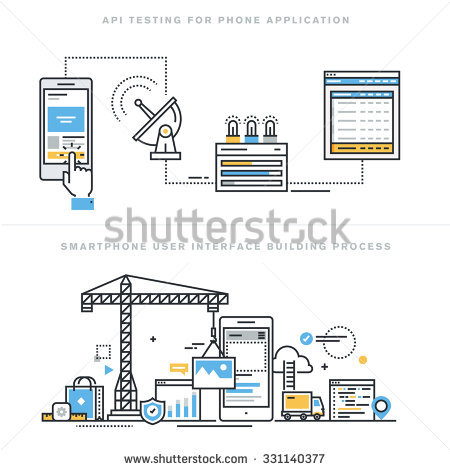 API TESTING FOR PHONE APPLICATION
shutterstock
SMARTPHONE USER INTERFACE BUILDING PROCESS
www.shutterstock.com · 331140377